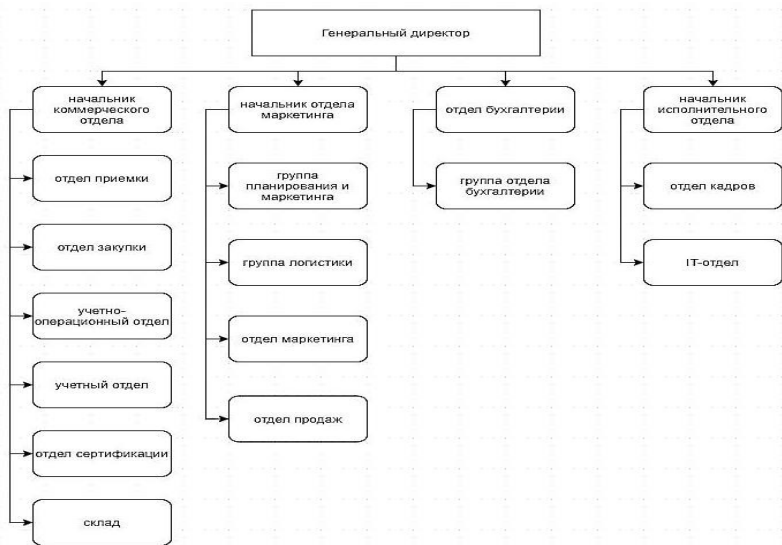 Генеральный директор
начальник
коммерческого
отдела
начальник отдела
маркетинга
отдел бухгалтерии
начальник
исполнительного
отдела
отдел приемки
группа
планирования и
маркетинга
группа отдела
бухгалтерии
отдел кадров
отдел закупки
группа логистики
IT-отдел
учетно-
операционный отдел
отдел маркетинга
учетный отдел
отдел продаж
отдел сертификации
склад